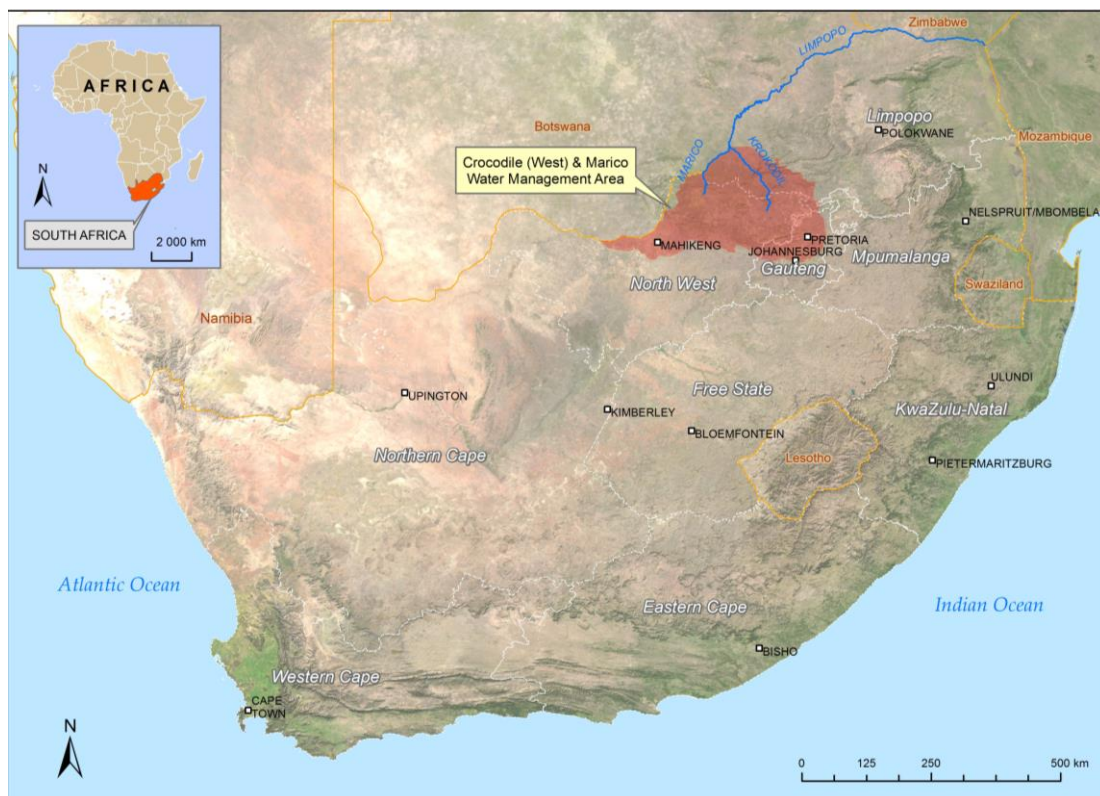 AFRICA
N
SOUTH AFRICA
2 000 km
Zimbabwe
LIMPOPO
Botswana
Limpopo
POLOKWANE
Mozambique
MARICO
KROKODIL
Crocodile (West) & Marico
Water Management Area
NELSPRUIT/MBOMBELA
MAHIKENG
PRETORIA
JOHANNESBURG
Gauteng
Mpumalanga
North West
Swaziland
Namibia
UPINGTON
KIMBERLEY
Free State
ULUNDI
KwaZulu-Natal
BLOEMFONTEIN
Northern Cape
Lesotho
PIETERMARITZBURG
Atlantic Ocean
Eastern Cape
Indian Ocean
BISHO
Western Cape
CAPE
TOWN
N
0 125 250 500 km